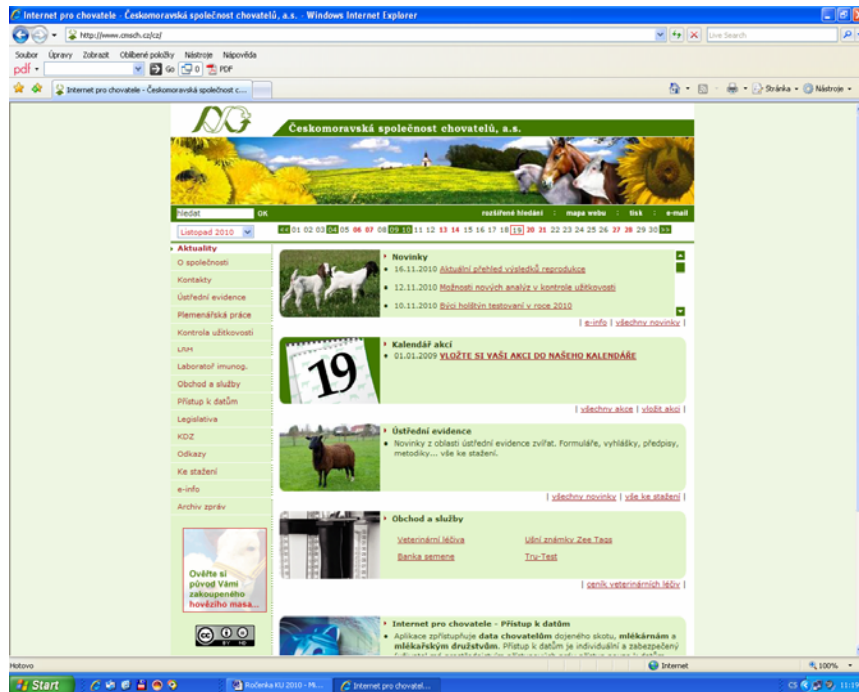 Internet pro chovatele - Českomoravská společnost chovatelů, a.s. - Windows Internet Explorer
http://www.cmsch.cz/cz/
Live Search
Soubor Úpravy Zobrazit Oblíbené položky Nástroje Nápověda
pdf Go 0 PDF
Internet pro chovatele - Českomoravská společnost c...
Stránka Nástroje
Českomoravská společnost chovatelů, a.s.
hledat OK rozšířené hledání : mapa webu : tisk : e-mail
Listopad 2010 << 01 02 03 04 05 06 07 08 09 10 11 12 13 14 15 16 17 18 19 20 21 22 23 24 25 26 27 28 29 30 >>
Aktuality
O společnosti
Kontakty
Ústřední evidence
Plemenářská práce
Kontrola užitkovosti
Laboratoř imunog.
Obchod a služby
Přístup k datům
Legislativa
KDZ
Odkazy
Ke stažení
e-info
Archiv zpráv
Ověřte si
původ Vámi
zakoupeného
hovězího masa...
cc BY ND
Novinky
16.11.2010 Aktuální přehled výsledků reprodukce
12.11.2010 Možnosti nových analýz v kontrole užitkovosti
10.11.2010 Býci holštýn testovaní v roce 2010
| e-info | všechny novinky |
19
Kalendář akcí
01.01.2009 VLOŽTE SI VAŠI AKCI DO NAŠEHO KALENDÁŘE
| všechny akce | vložit akci |
Ústřední evidence
Novinky z oblasti ústřední evidence zvířat. Formuláře, vyhlášky, předpisy,
metodiky... vše ke stažení.
| všechny novinky | vše ke stažení |
Obchod a služby
Veterinární léčiva Ušní známky Zee Tags
Banka semene Tru-Test
| ceník veterinárních léčiv |
Internet pro chovatele - Přístup k datům
Aplikace zpřístupňuje data chovatelům dojeného skotu, mlékárnám a
mlékařským družstvům. Přístup k datům je individuální a zabezpečený
Hotovo Internet 100%
Start Ročenka KU 2010 - Mi... Internet pro chovatel... CS 11:19